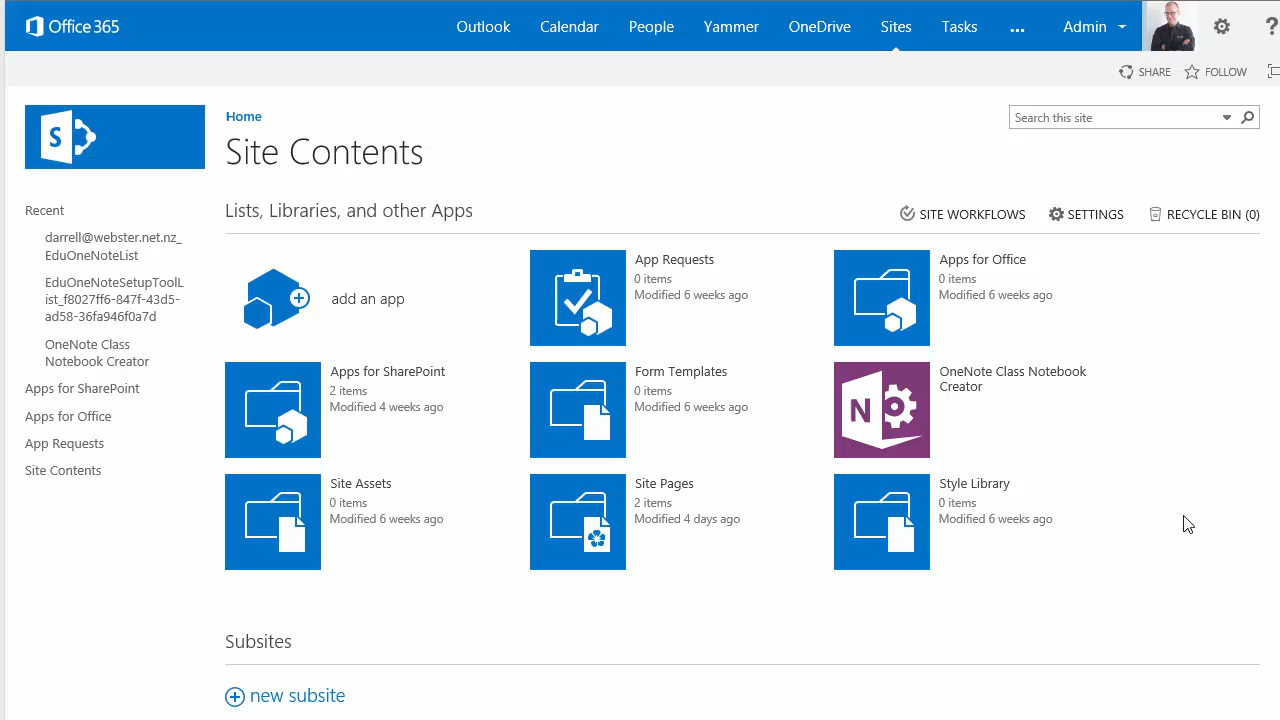 Office 365
Outlook Calendar People Yammer OneDrive Sites Tasks ... Admin ?
SHARE FOLLOW
S
Home
Search this site
Site Contents
Recent
darrell@webster.net.nz_
EduOneNoteList
EduOneNoteSetupToolL
ist_f8027ff6-847f-43d5-
ad58-36fa946f0a7d
OneNote Class
Notebook Creator
Apps for SharePoint
Apps for Office
App Requests
Site Contents
Lists, Libraries, and other Apps
SITE WORKFLOWS SETTINGS RECYCLE BIN (0)
add an app
App Requests
0 items
Modified 6 weeks ago
Apps for Office
0 items
Modified 6 weeks ago
Apps for SharePoint
2 items
Modified 4 weeks ago
Form Templates
0 items
Modified 6 weeks ago
N
OneNote Class Notebook
Creator
Site Assets
0 items
Modified 6 weeks ago
Site Pages
2 items
Modified 4 days ago
Style Library
0 items
Modified 6 weeks ago
Subsites
new subsite